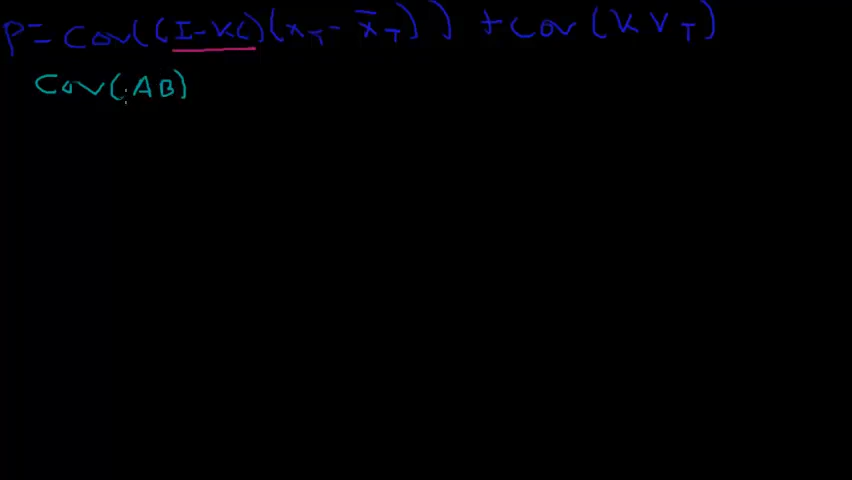 P = Cov((I-KC)(x_T - x̄_T)) + Cov(K V_T)
Cov(AB)